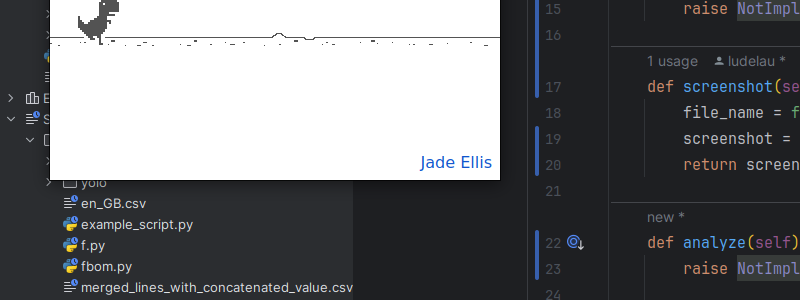 15
raise NotImpl
16
1 usage ludelau *
17 def screenshot(se
18 file_name = f
19 screenshot =
20 return screen
21
Jade Ellis
yolo
en_GB.csv
example_script.py
f.py
fbom.py
merged_lines_with_concatenated_value.csv
new *
22 def analyze(self)
23 raise NotImpl
24